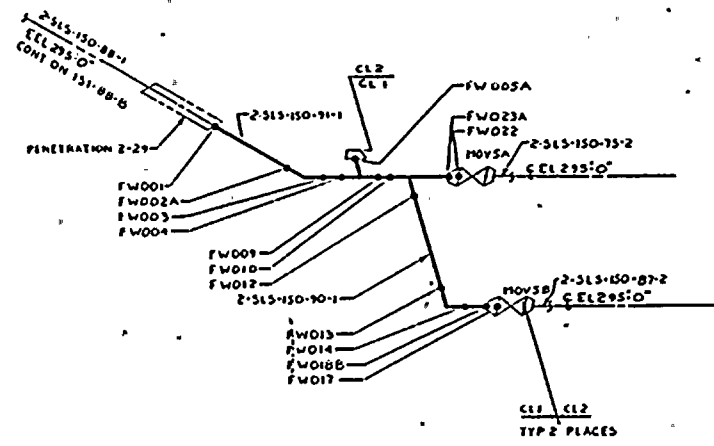 2-SLS-150-88-1
₵ EL 295'-0"
CONT ON 151-88-B
PENETRATION 2-29
2-SLS-150-91-1
CL2
CL1
FW005A
FW023A
FW022
MOV5A
2-SLS-150-75-2
₵ EL 295'-0"
FW001
FW002A
FW003
FW004
FW009
FW010
FW012
2-SLS-150-90-1
MOV5B
2-SLS-150-87-2
₵ EL 295'-0"
FW013
FW014
FW018B
FW017
CL1 CL2
TYP 2 PLACES